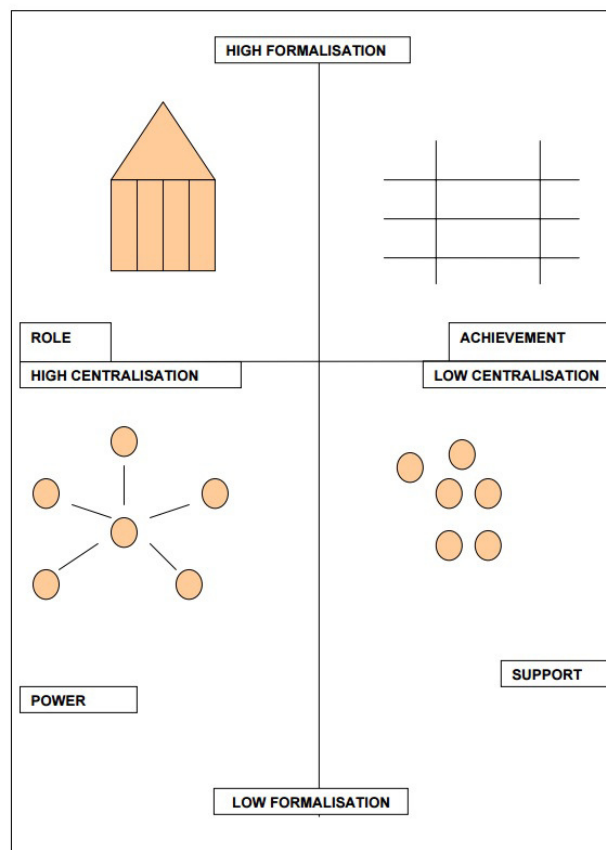 HIGH FORMALISATION
ROLE
ACHIEVEMENT
HIGH CENTRALISATION
LOW CENTRALISATION
SUPPORT
POWER
LOW FORMALISATION